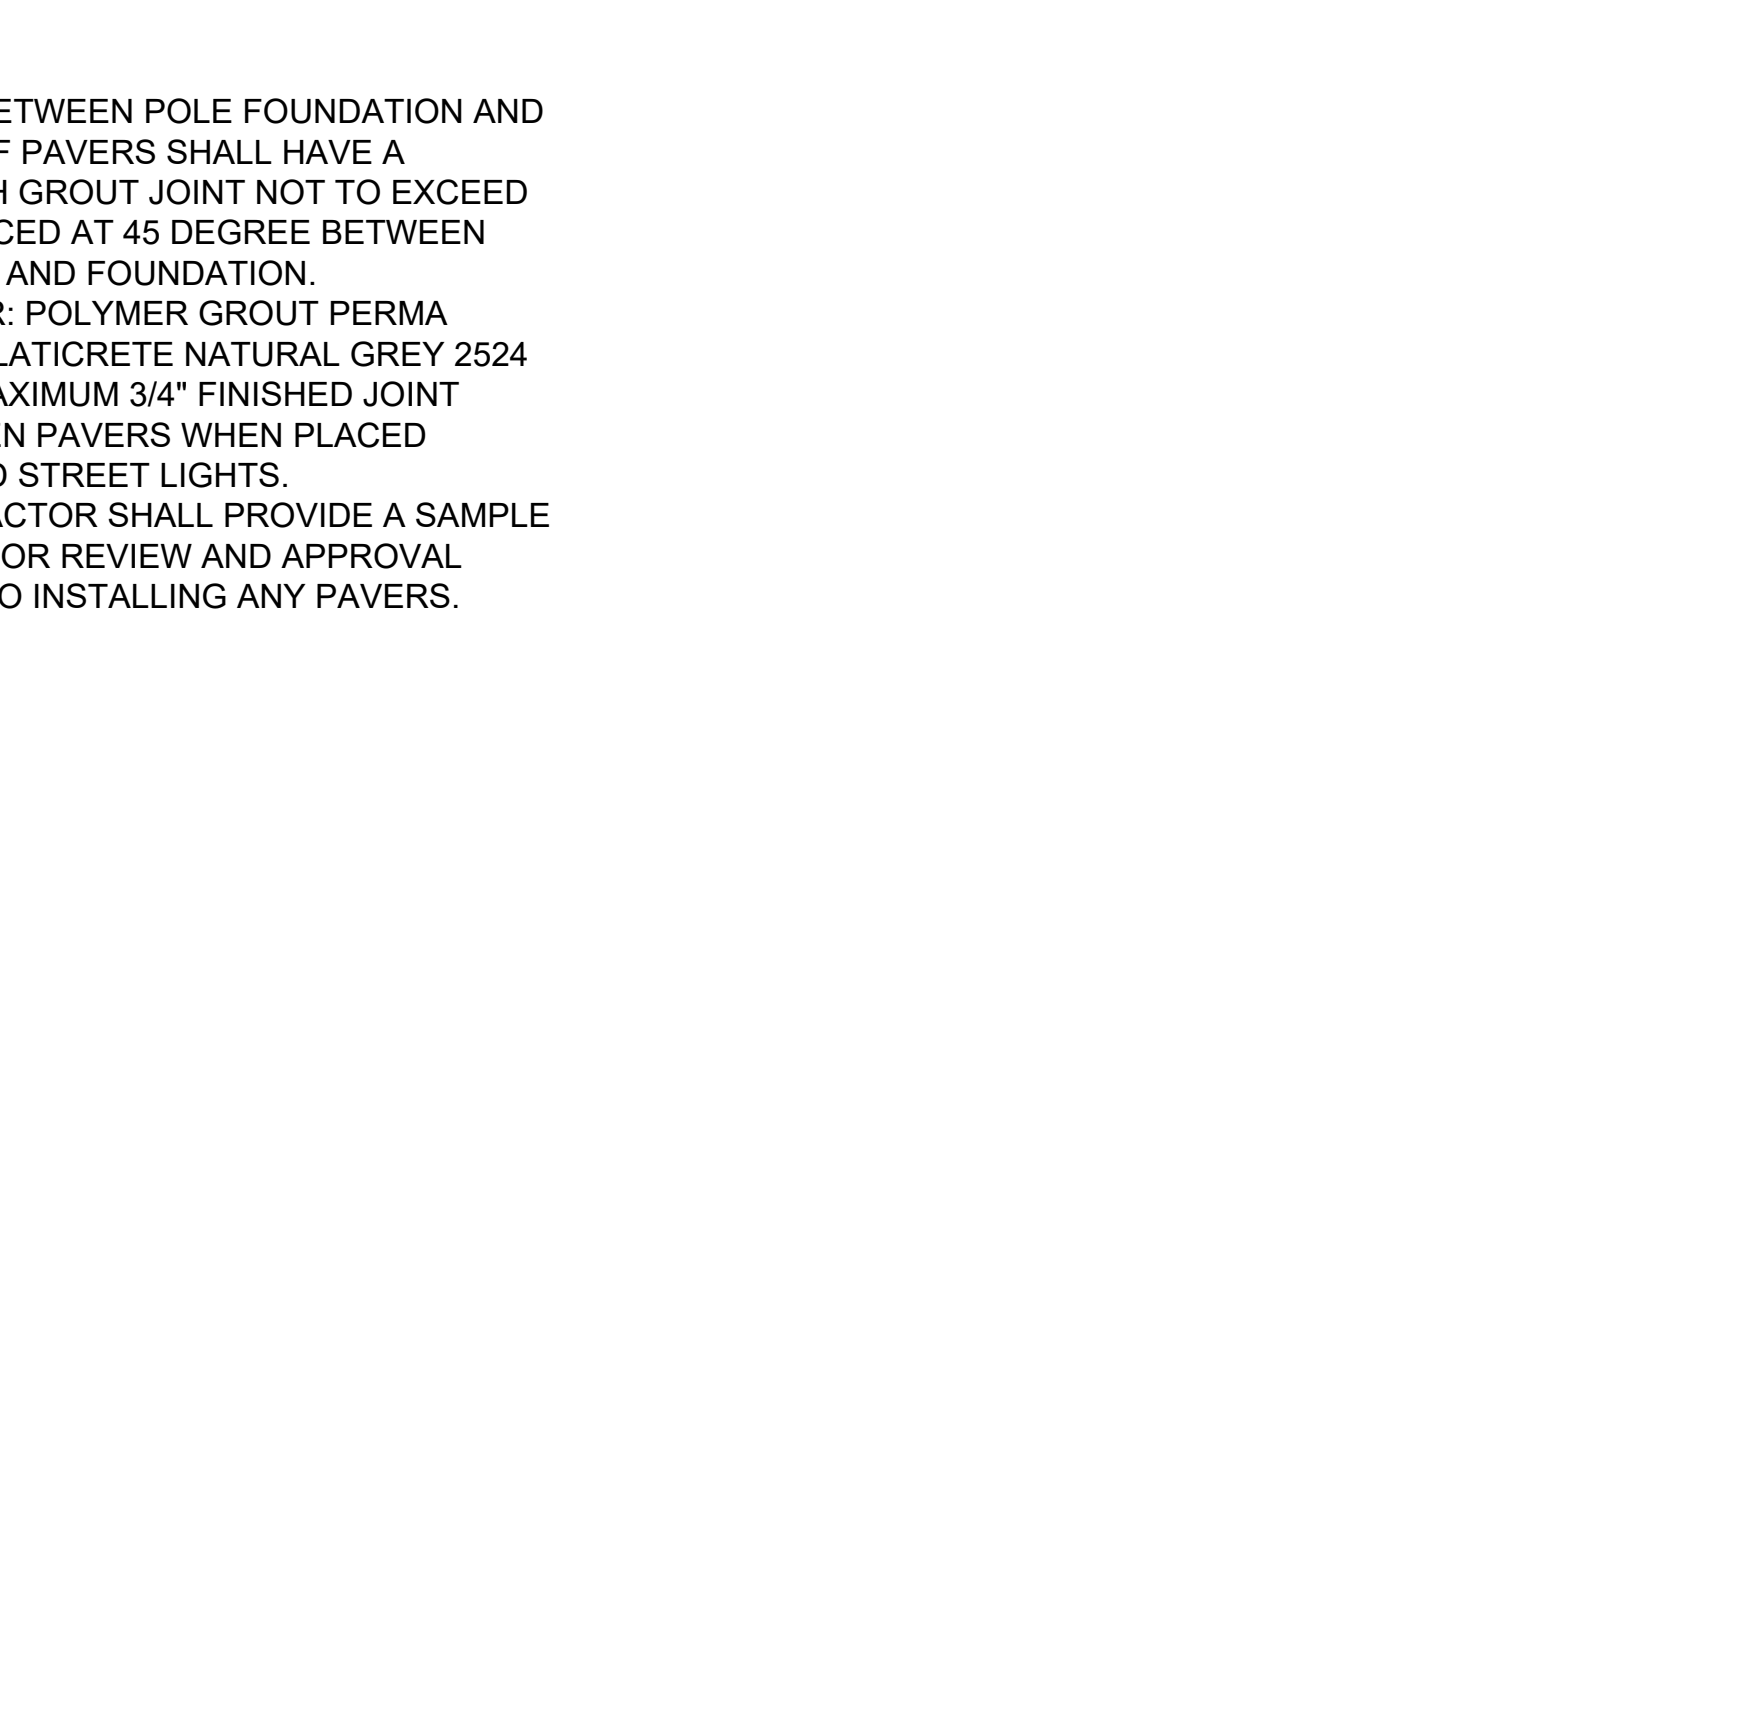 ETWEEN POLE FOUNDATION AND
F PAVERS SHALL HAVE A
H GROUT JOINT NOT TO EXCEED
CED AT 45 DEGREE BETWEEN
AND FOUNDATION.
R: POLYMER GROUT PERMA
LATICRETE NATURAL GREY 2524
AXIMUM 3/4" FINISHED JOINT
EN PAVERS WHEN PLACED
D STREET LIGHTS.
ACTOR SHALL PROVIDE A SAMPLE
OR REVIEW AND APPROVAL
O INSTALLING ANY PAVERS.